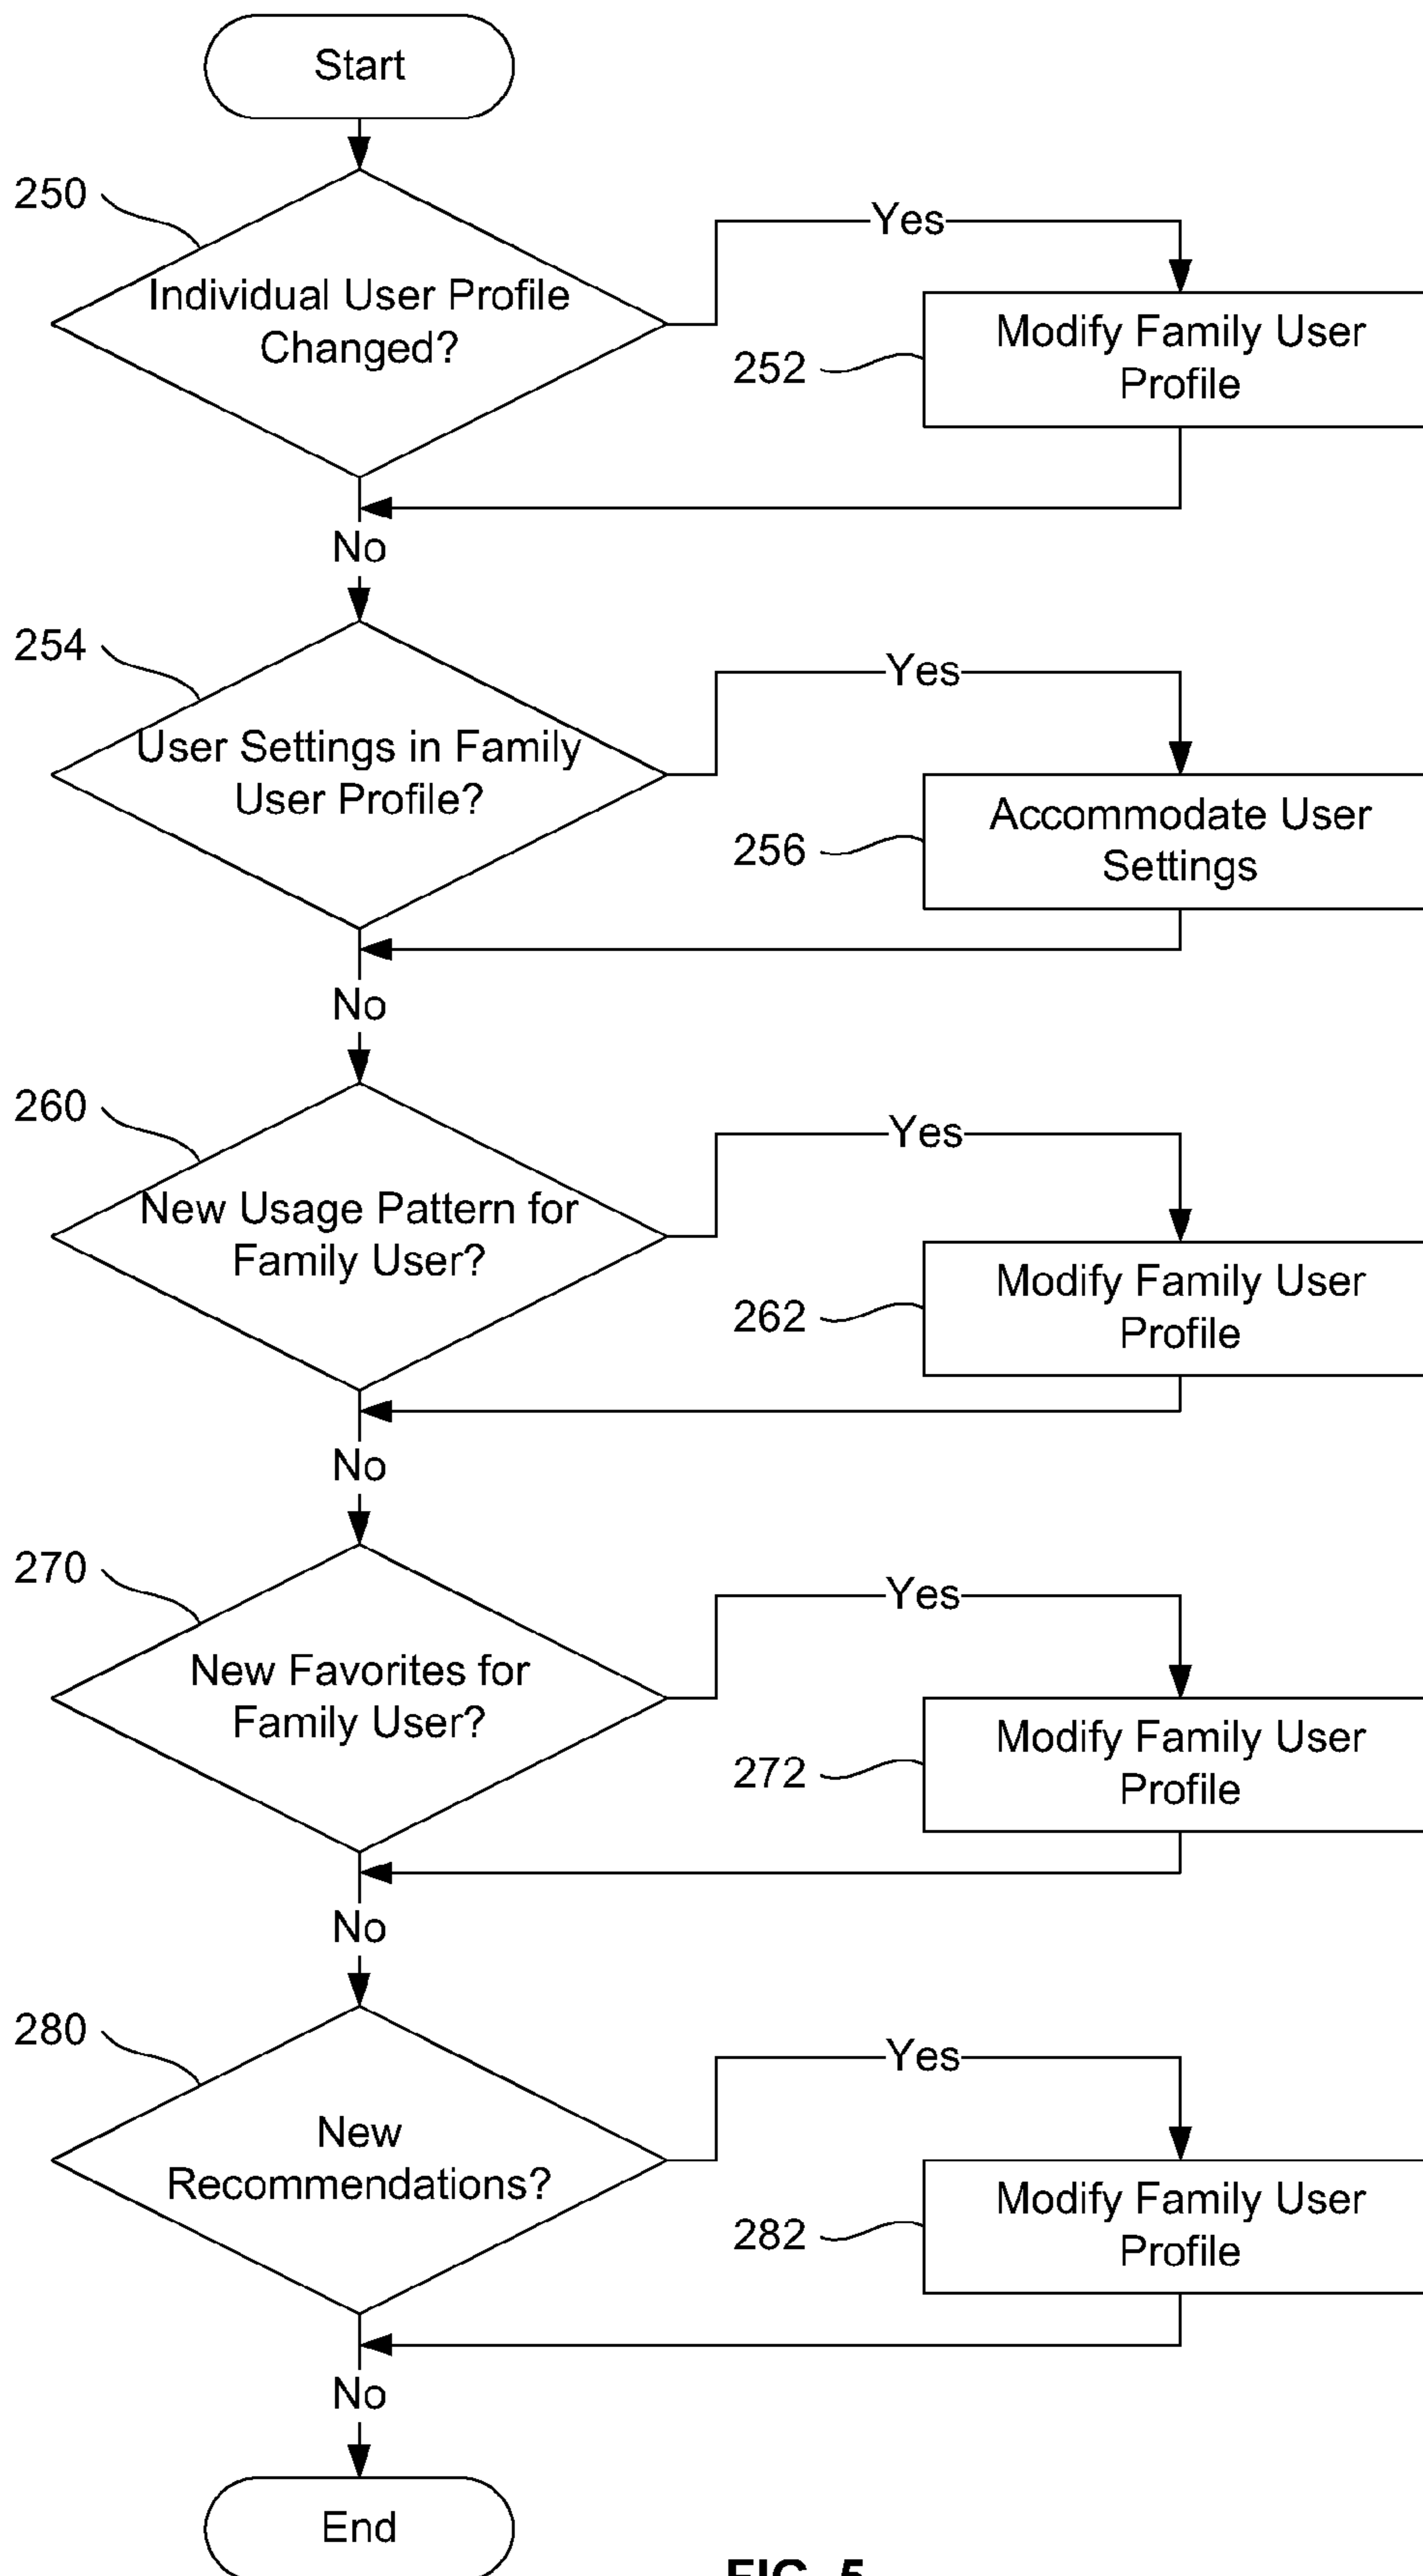 Start
250
Individual User Profile
Changed?
Yes
252
Modify Family User
Profile
No
254
User Settings in Family
User Profile?
Yes
256
Accommodate User
Settings
No
260
New Usage Pattern for
Family User?
Yes
262
Modify Family User
Profile
No
270
New Favorites for
Family User?
Yes
272
Modify Family User
Profile
No
280
New
Recommendations?
Yes
282
Modify Family User
Profile
No
End
FIG. 5